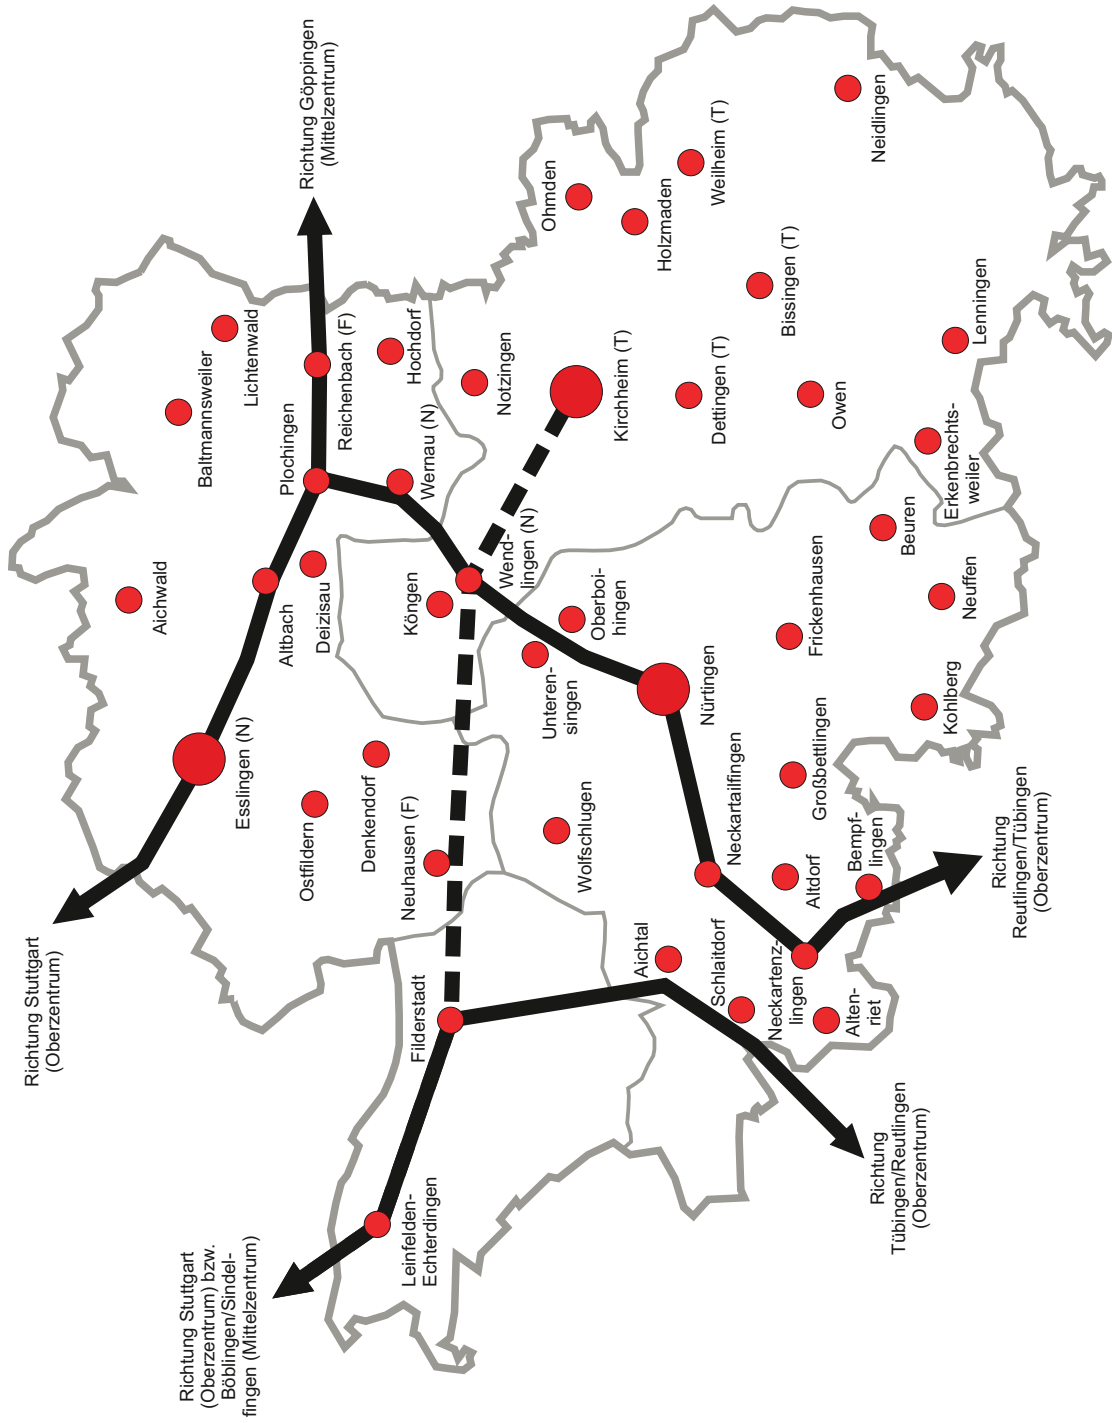 Richtung Stuttgart
(Oberzentrum)
Richtung Stuttgart
(Oberzentrum) bzw.
Böblingen/Sindel-
fingen (Mittelzentrum)
Richtung Göppingen
(Mittelzentrum)
Aichwald
Baltmannsweiler
Lichtenwald
Esslingen (N)
Altbach
Plochingen
Reichenbach (F)
Deizisau
Hochdorf
Ostfildern
Denkendorf
Neuhausen (F)
Köngen
Wernau (N)
Wend-
lingen (N)
Notzingen
Ohmden
Holzmaden
Weilheim (T)
Neidlingen
Kirchheim (T)
Bissingen (T)
Dettingen (T)
Owen
Lenningen
Erkenbrechts-
weiler
Leinfelden-
Echterdingen
Filderstadt
Wolfschlugen
Unteren-
singen
Oberboi-
hingen
Nürtingen
Frickenhausen
Beuren
Neuffen
Kohlberg
Großbettlingen
Neckartailfingen
Aichtal
Schlaitdorf
Neckartenz-
lingen
Altdorf
Bempf-
lingen
Alten-
riet
Richtung
Tübingen/Reutlingen
(Oberzentrum)
Richtung
Reutlingen/Tübingen
(Oberzentrum)